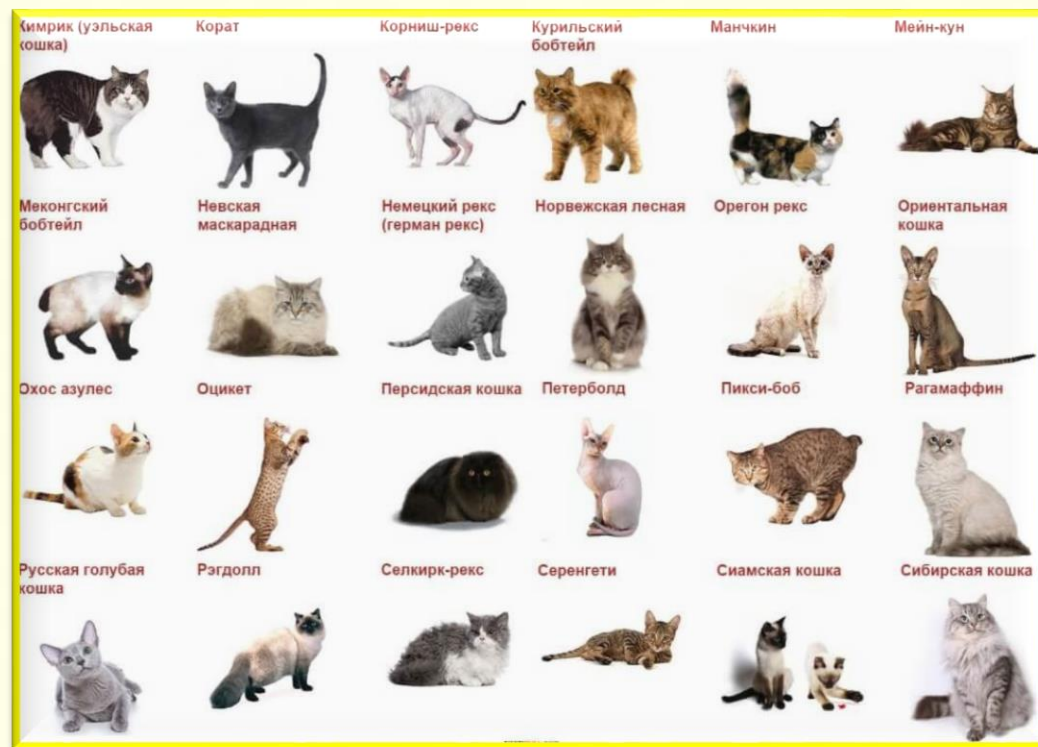 Кимрик (уэльская кошка)
Корат
Корниш-рекс
Курильский бобтейл
Манчкин
Мейн-кун
Меконгский бобтейл
Невская маскарадная
Немецкий рекс (герман рекс)
Норвежская лесная
Орегон рекс
Ориентальная кошка
Охос азулес
Оцикет
Персидская кошка
Петерболд
Пикси-боб
Рагамаффин
Русская голубая кошка
Рэгдолл
Селкирк-рекс
Серенгети
Сиамская кошка
Сибирская кошка